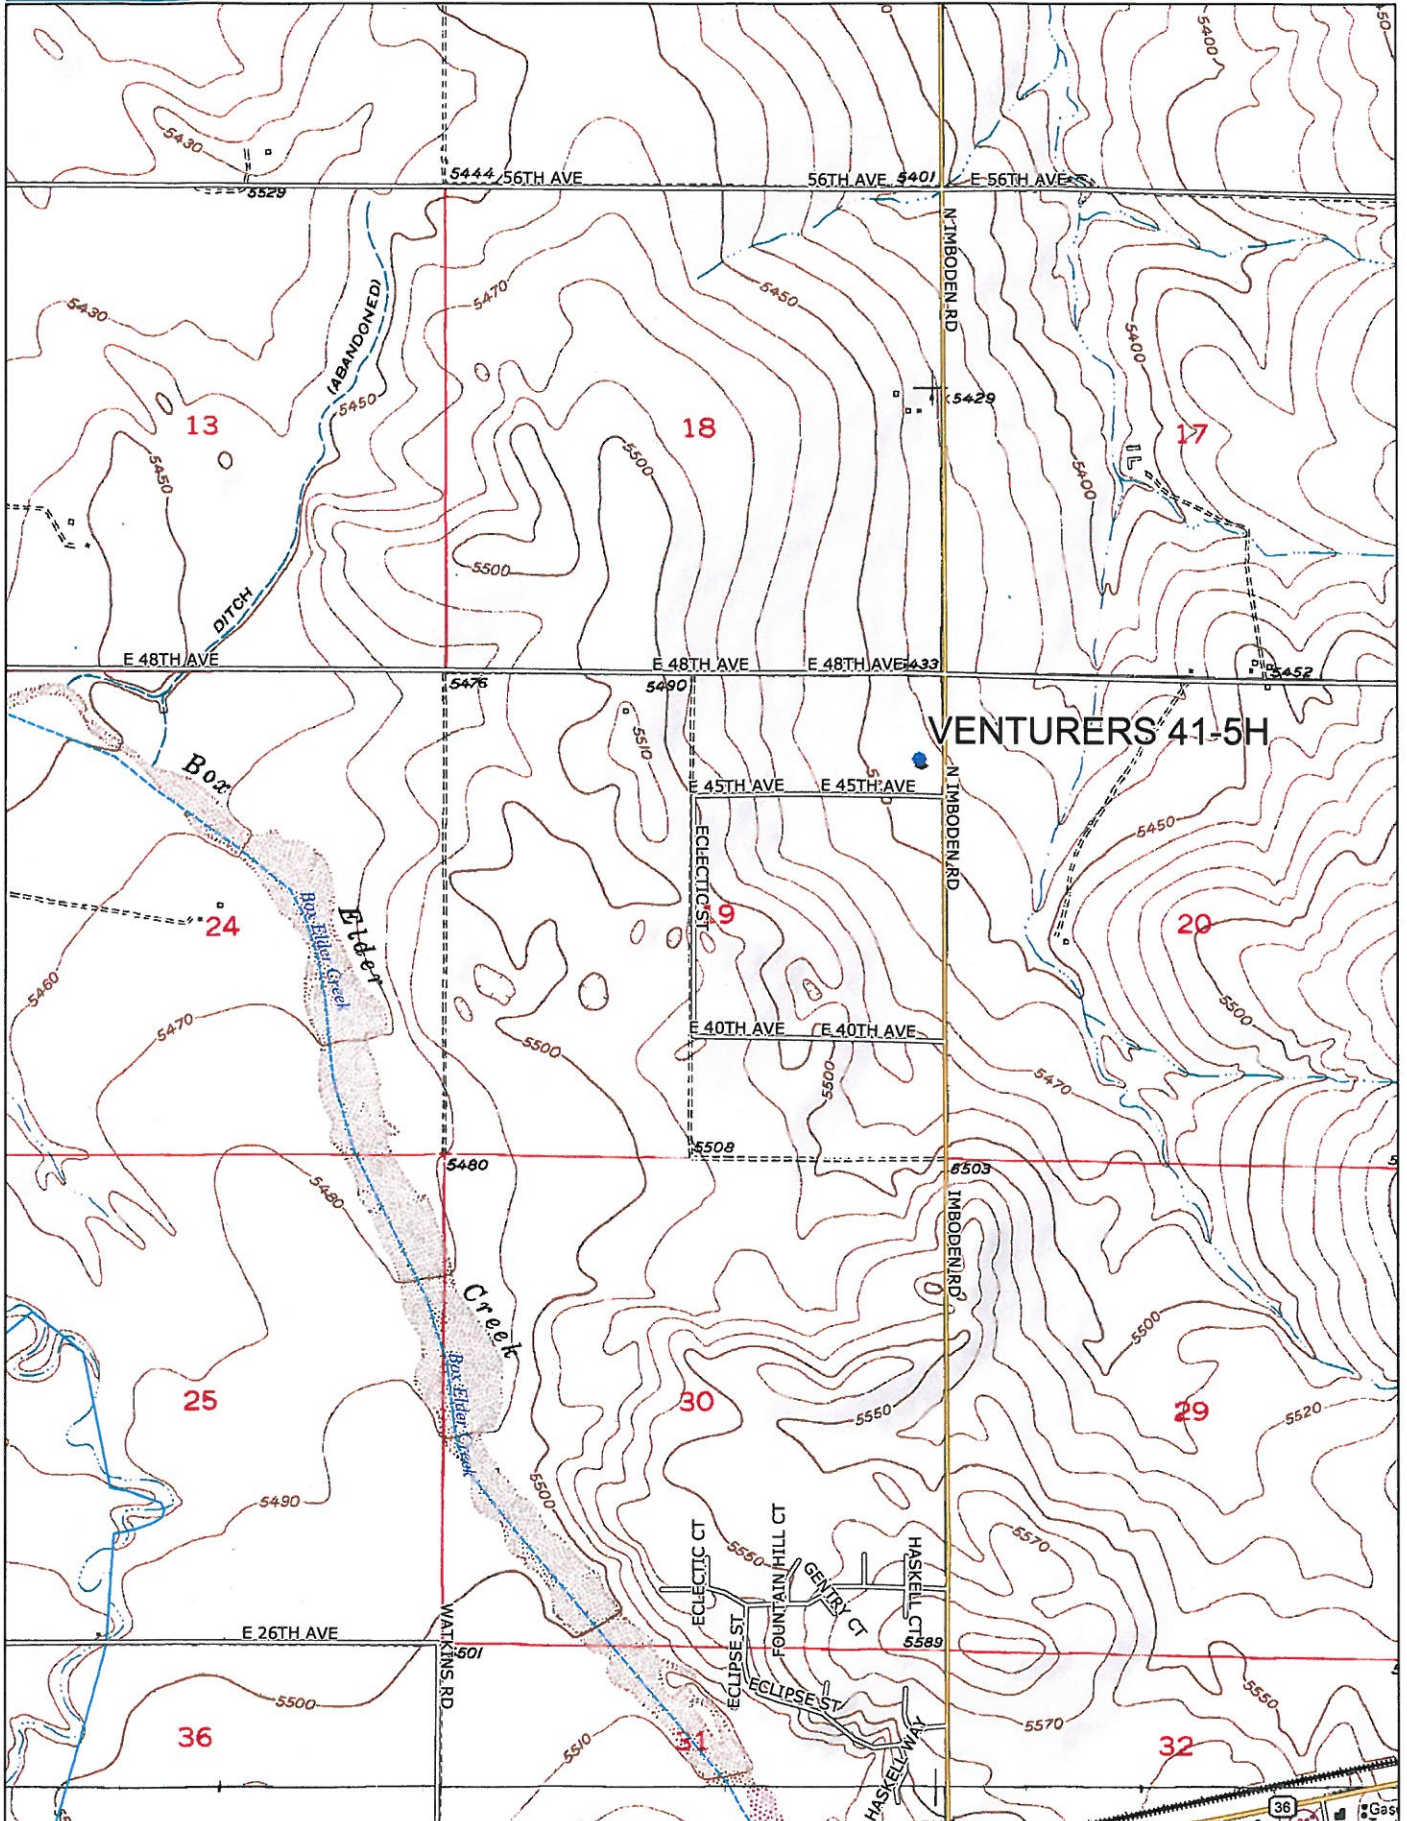 5400
5430
5529
5444
56TH AVE
56TH AVE
5401
E 56TH AVE
N IMBODEN RD
5430
5470
5450
(ABANDONED)
5400
5450
5429
13
18
17
5450
5500
5400
5500
DITCH
E 48TH AVE
E 48TH AVE
E 48TH AVE
5452
5476
5490
VENTURERS 41-5H
5510
Box
N IMBODEN RD
E 45TH AVE
E 45TH AVE
5450
ECLECTIC ST
Elder
Box Elder Creek
24
20
5460
5470
5500
E 40TH AVE
E 40TH AVE
5500
5500
5470
5508
5480
5503
5480
IMBODEN RD
Creek
5500
Box Elder Creek
25
30
5550
29
5520
5490
5500
ECLECTIC CT
5550
FOUNTAIN HILL CT
GENTRY CT
HASKELL CT
5570
E 26TH AVE
WATKINS RD
ECLIPSE ST
5589
5500
ECLIPSE ST
5550
5570
36
5510
31
HASKELL WAY
32
36